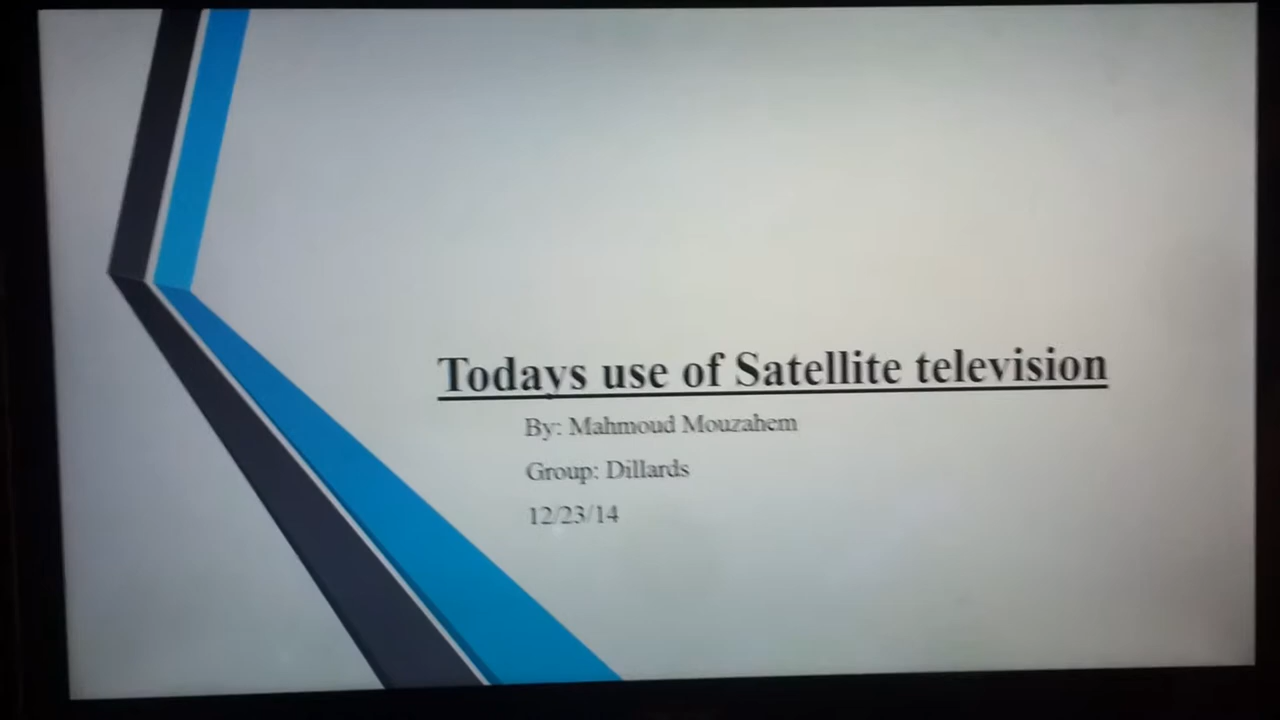 Todays use of Satellite television
By: Mahmoud Mouzahem
Group: Dillards
12/23/14